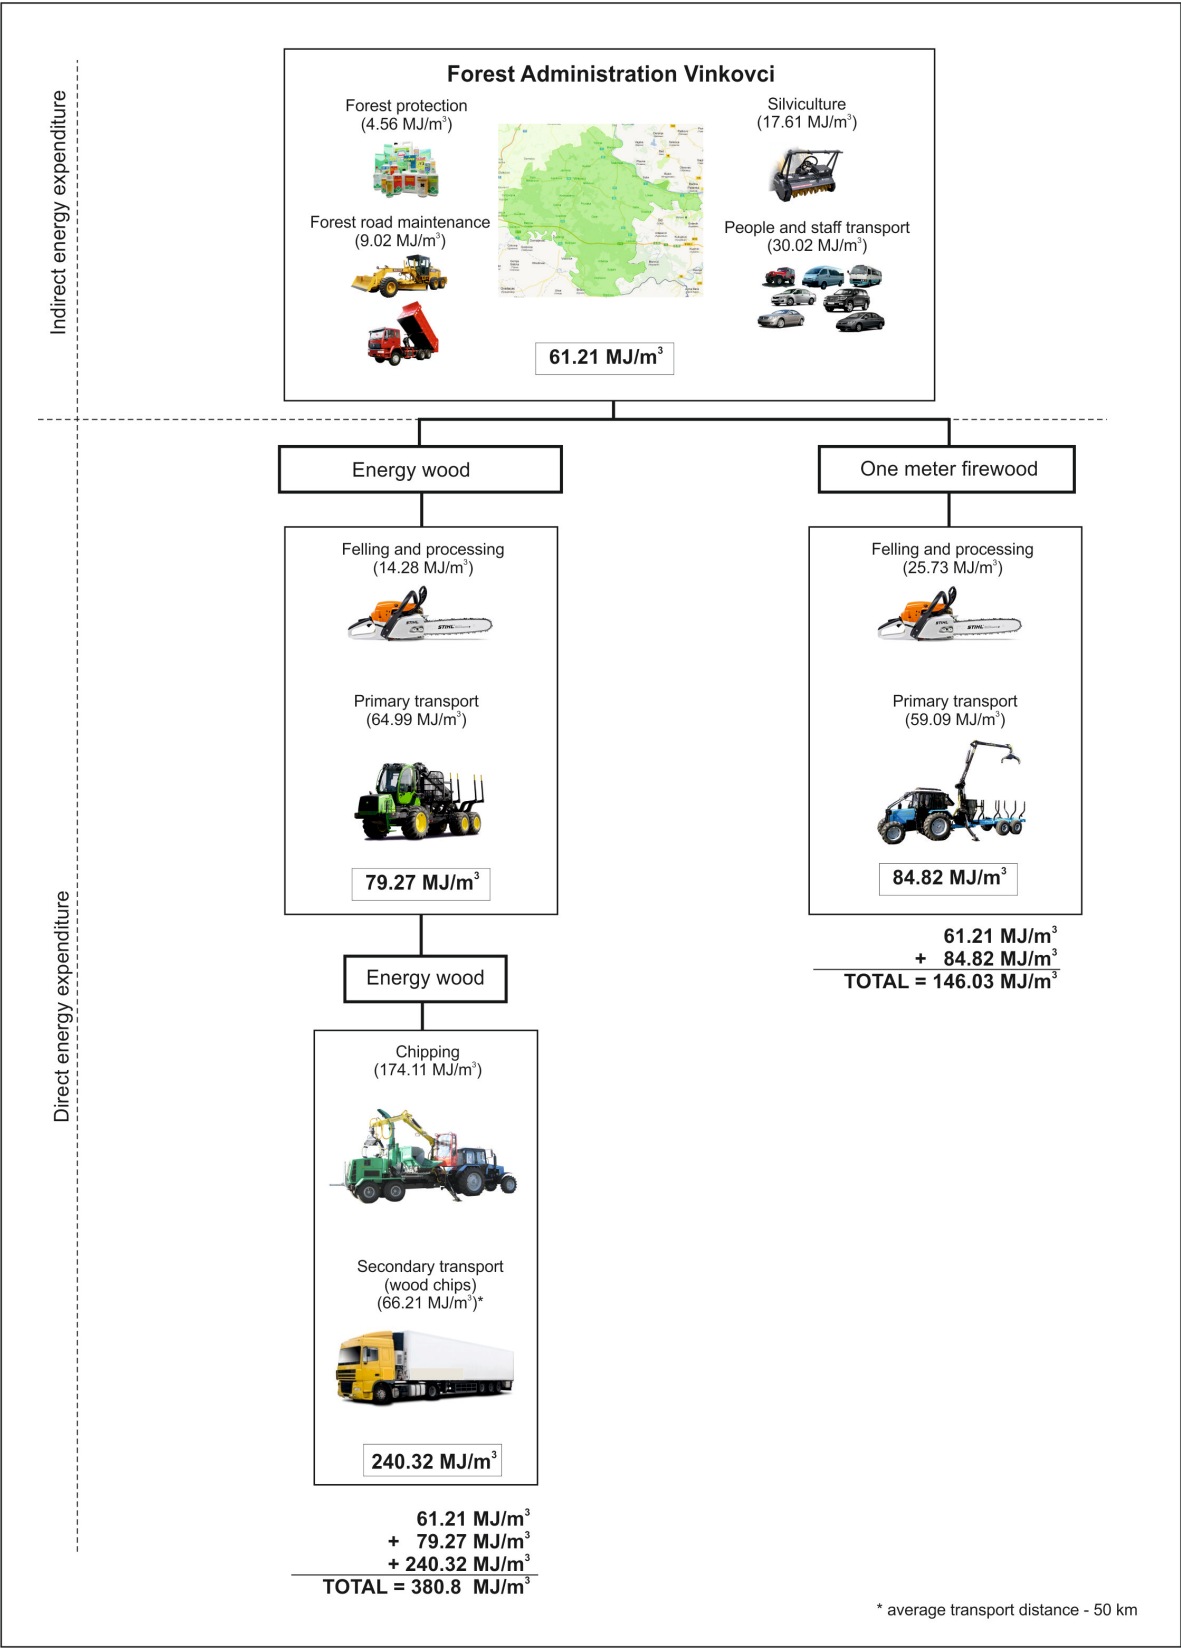 Forest Administration Vinkovci
Forest protection
(4.56 MJ/m³)
Silviculture
(17.61 MJ/m³)
Forest road maintenance
(9.02 MJ/m³)
People and staff transport
(30.02 MJ/m³)
61.21 MJ/m³
Indirect energy expenditure
Energy wood
One meter firewood
Felling and processing
(14.28 MJ/m³)
STIHL
Primary transport
(64.99 MJ/m³)
79.27 MJ/m³
Felling and processing
(25.73 MJ/m³)
STIHL
Primary transport
(59.09 MJ/m³)
84.82 MJ/m³
61.21 MJ/m³
+ 84.82 MJ/m³
TOTAL = 146.03 MJ/m³
Direct energy expenditure
Energy wood
Chipping
(174.11 MJ/m³)
Secondary transport
(wood chips)
(66.21 MJ/m³)*
240.32 MJ/m³
61.21 MJ/m³
+ 79.27 MJ/m³
+ 240.32 MJ/m³
TOTAL = 380.8 MJ/m³
* average transport distance - 50 km